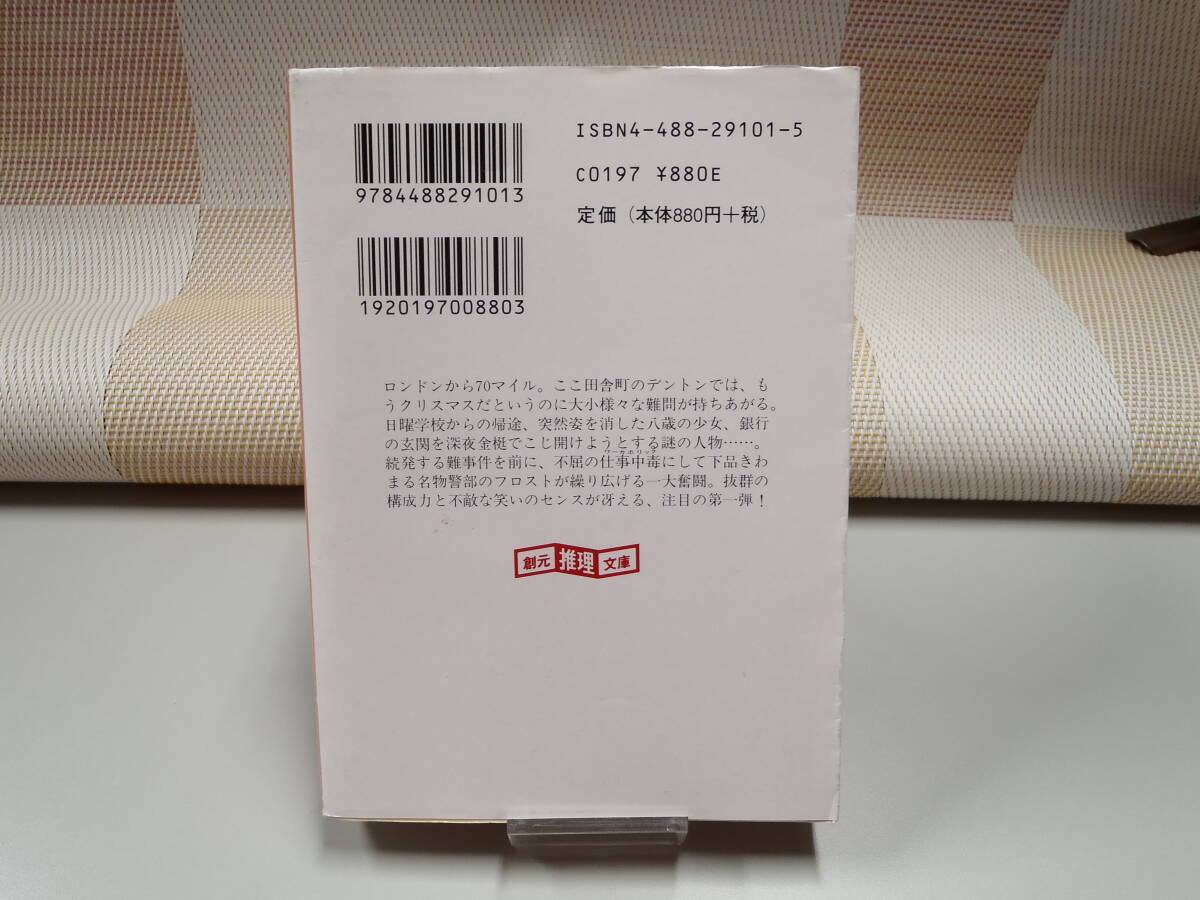 ISBN4-488-29101-5
9784488291013
C0197 ¥880E
定価（本体880円＋税）
1920197008803
ロンドンから70マイル。ここ田舎町のデントンでは、も
うクリスマスだというのに大小様々な難問が持ちあがる。
日曜学校からの帰途、突然姿を消した八歳の少女、銀行
の玄関を深夜金梃でこじ開けようとする謎の人物……。
ワーカホリック
続発する難事件を前に、不屈の仕事中毒にして下品きわ
まる名物警部のフロストが繰り広げる一大奮闘。抜群の
構成力と不敵な笑いのセンスが冴える、注目の第一弾！
創元推理文庫